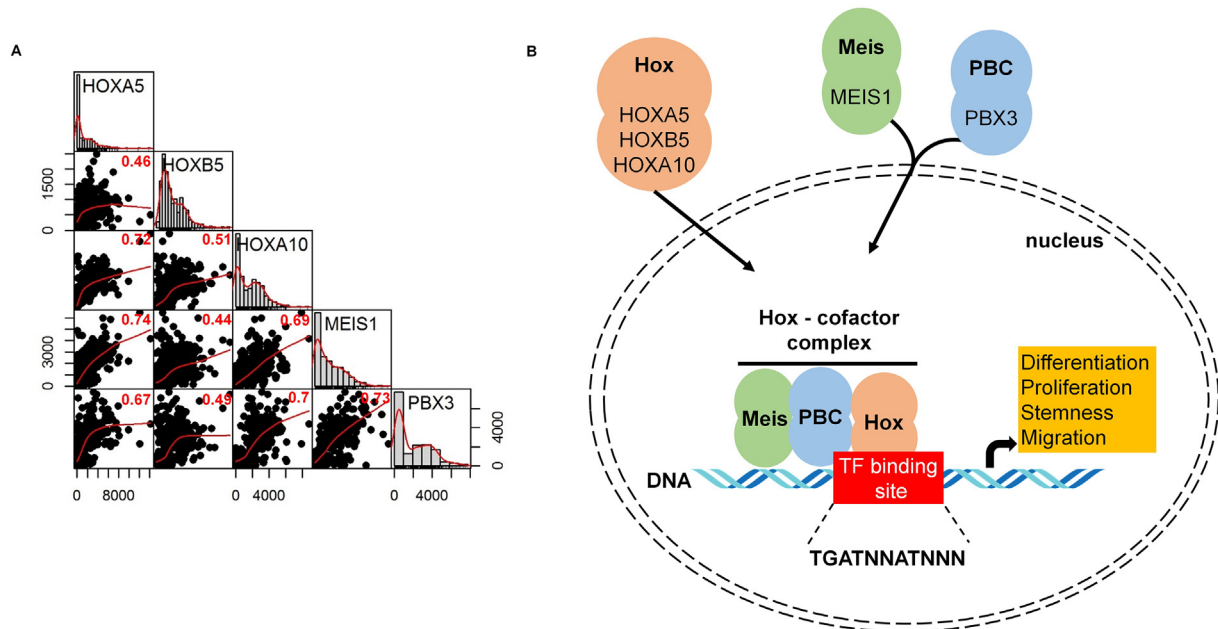 A
HOXA5
0.46
HOXB5
1500
0
0.72
0.51
HOXA10
0.74
0.44
0.69
MEIS1
3000
0
0.67
0.49
0.7
0.73
PBX3
4000
0
0 8000
0 4000
0 4000
B
Hox
HOXA5
HOXB5
HOXA10
Meis
MEIS1
PBC
PBX3
nucleus
Hox - cofactor
complex
Meis
PBC
Hox
Differentiation
Proliferation
Stemness
Migration
DNA
TF binding
site
TGATNNATNNN